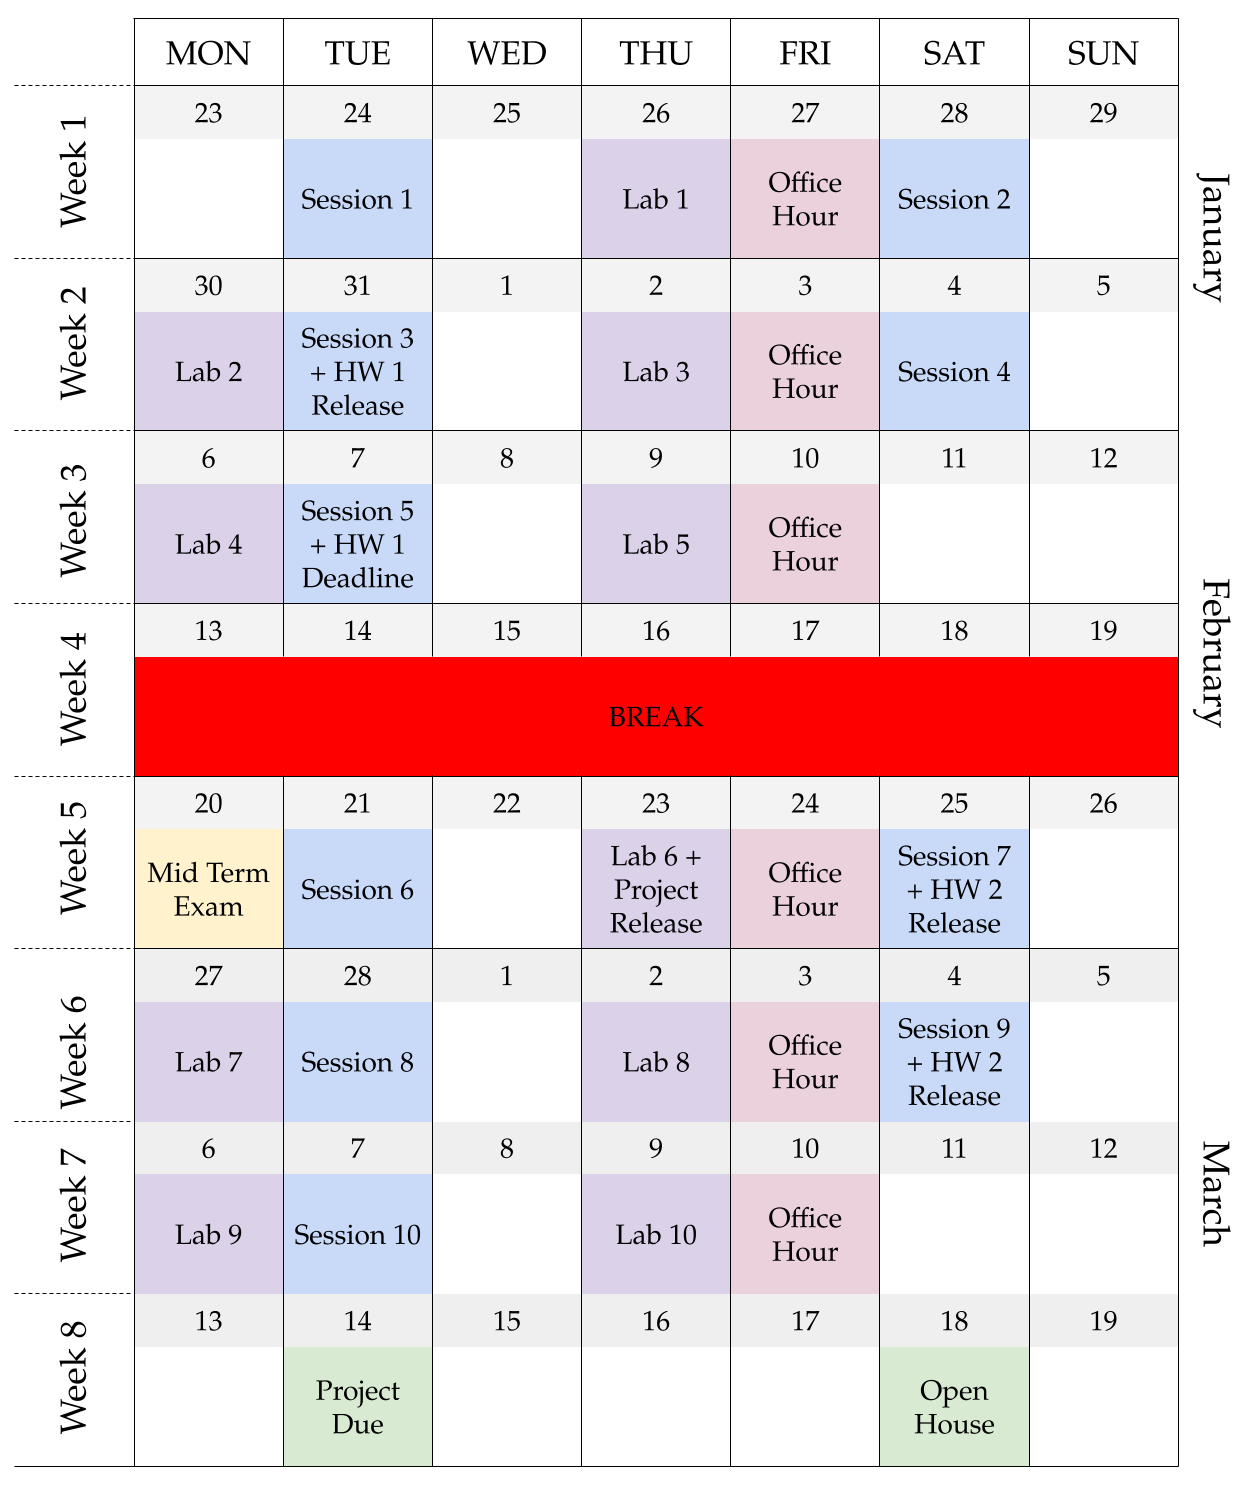 MON TUE WED THU FRI SAT SUN
Week 1
23 24 25 26 27 28 29
Session 1
Lab 1
Office
Hour
Session 2
January
Week 2
30 31 1 2 3 4 5
Lab 2
Session 3
+ HW 1
Release
Lab 3
Office
Hour
Session 4
Week 3
6 7 8 9 10 11 12
Lab 4
Session 5
+ HW 1
Deadline
Lab 5
Office
Hour
February
Week 4
13 14 15 16 17 18 19
BREAK
Week 5
20 21 22 23 24 25 26
Mid Term
Exam
Session 6
Lab 6 +
Project
Release
Office
Hour
Session 7
+ HW 2
Release
Week 6
27 28 1 2 3 4 5
Lab 7
Session 8
Lab 8
Office
Hour
Session 9
+ HW 2
Release
Week 7
6 7 8 9 10 11 12
Lab 9
Session 10
Lab 10
Office
Hour
March
Week 8
13 14 15 16 17 18 19
Project
Due
Open
House